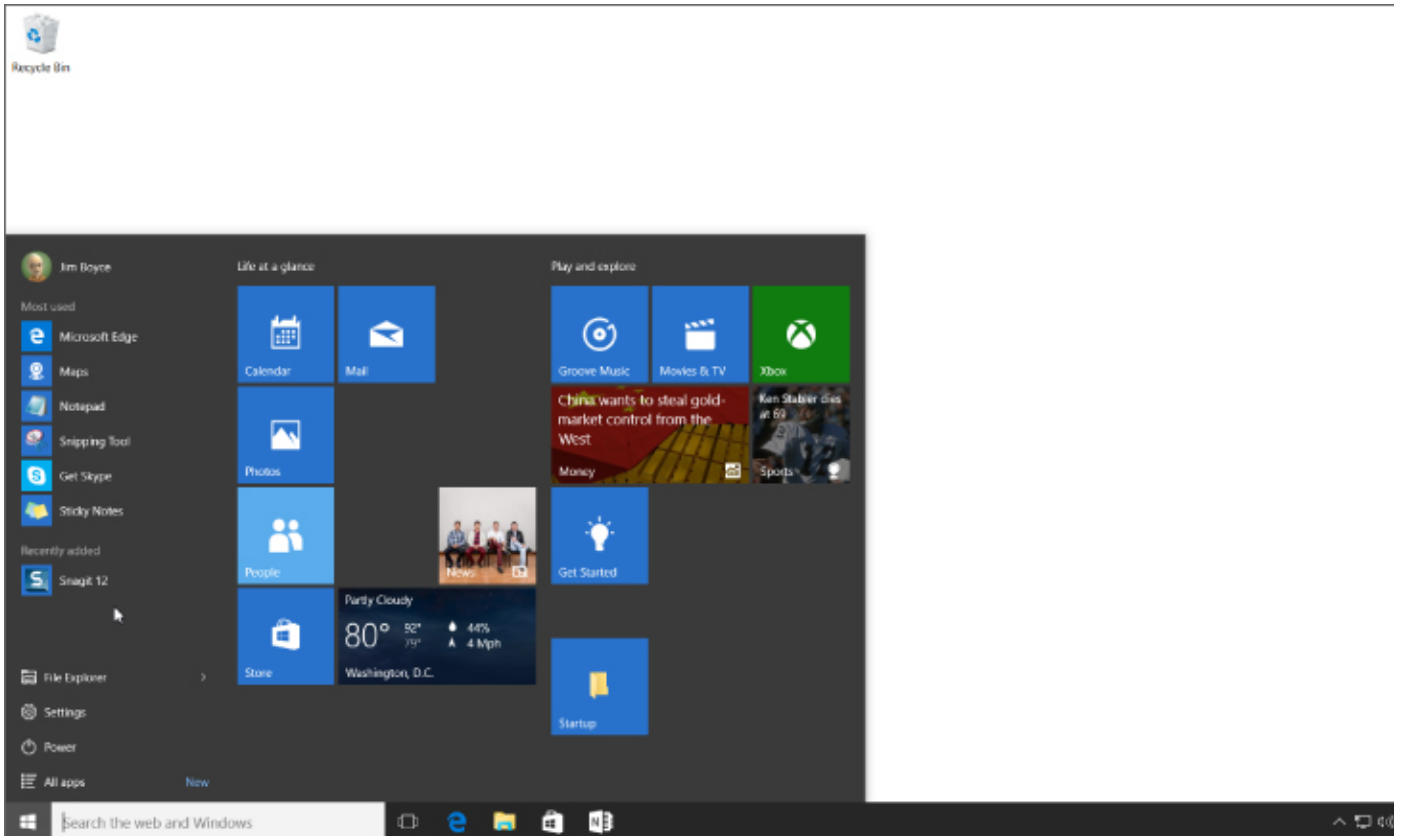 Recycle Bin
Jim Boyce
Most used
Microsoft Edge
Maps
Notepad
Snipping Tool
Get Skype
Sticky Notes
Recently added
Snagit 12
File Explorer
Settings
Power
All apps New
Life at a glance
Calendar
Mail
Photos
People
News
Store
Partly Cloudy
80° 92° 44%
79° 4 Mph
Washington, D.C.
Play and explore
Groove Music
Movies & TV
Xbox
China wants to steal gold-
market control from the
West
Money
Ken Stabler dies
at 69
Sports
Get Started
Startup
Search the web and Windows